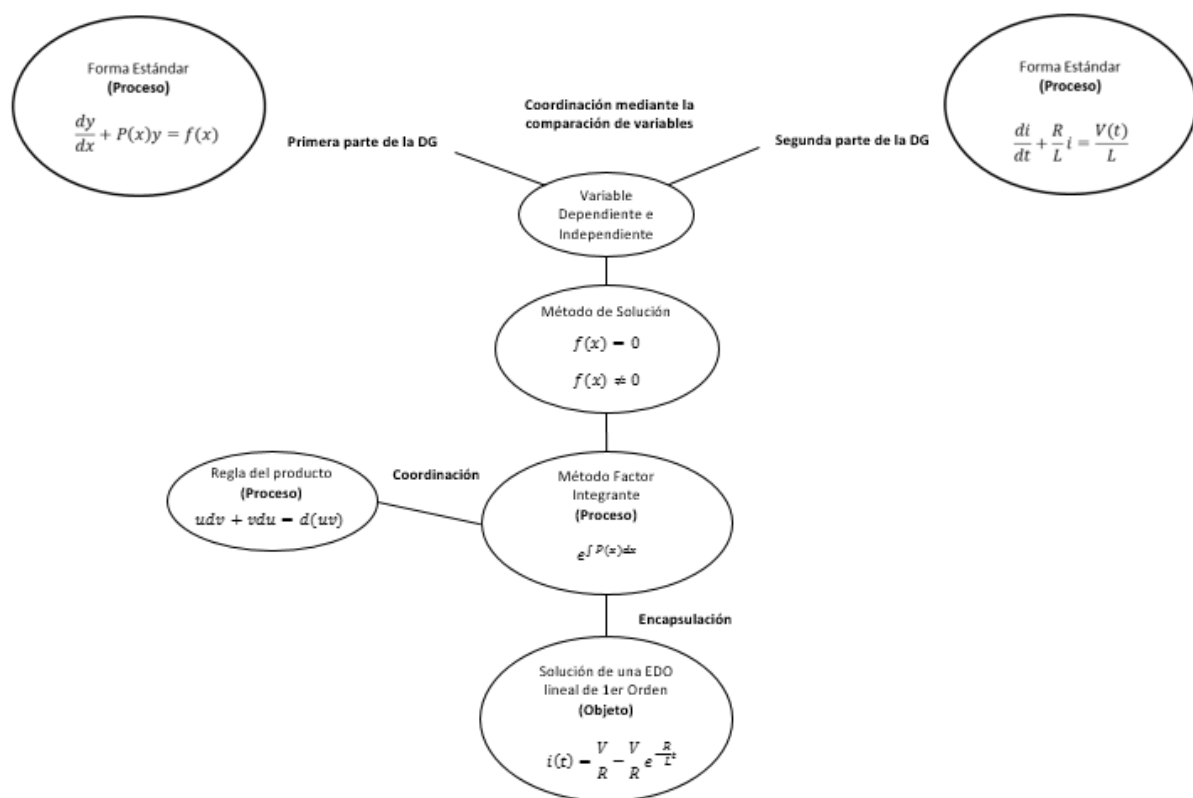 Forma Estándar
(Proceso)
dy/dx + P(x)y = f(x)
Primera parte de la DG
Coordinación mediante la
comparación de variables
Segunda parte de la DG
Forma Estándar
(Proceso)
di/dt + R/L i = V(t)/L
Variable
Dependiente e
Independiente
Método de Solución
f(x) = 0
f(x) ≠ 0
Regla del producto
(Proceso)
udv + vdu = d(uv)
Coordinación
Método Factor
Integrante
(Proceso)
e^{∫ P(x)dx}
Encapsulación
Solución de una EDO
lineal de 1er Orden
(Objeto)
i(t) = V/R − V/R e^{−R/L t}